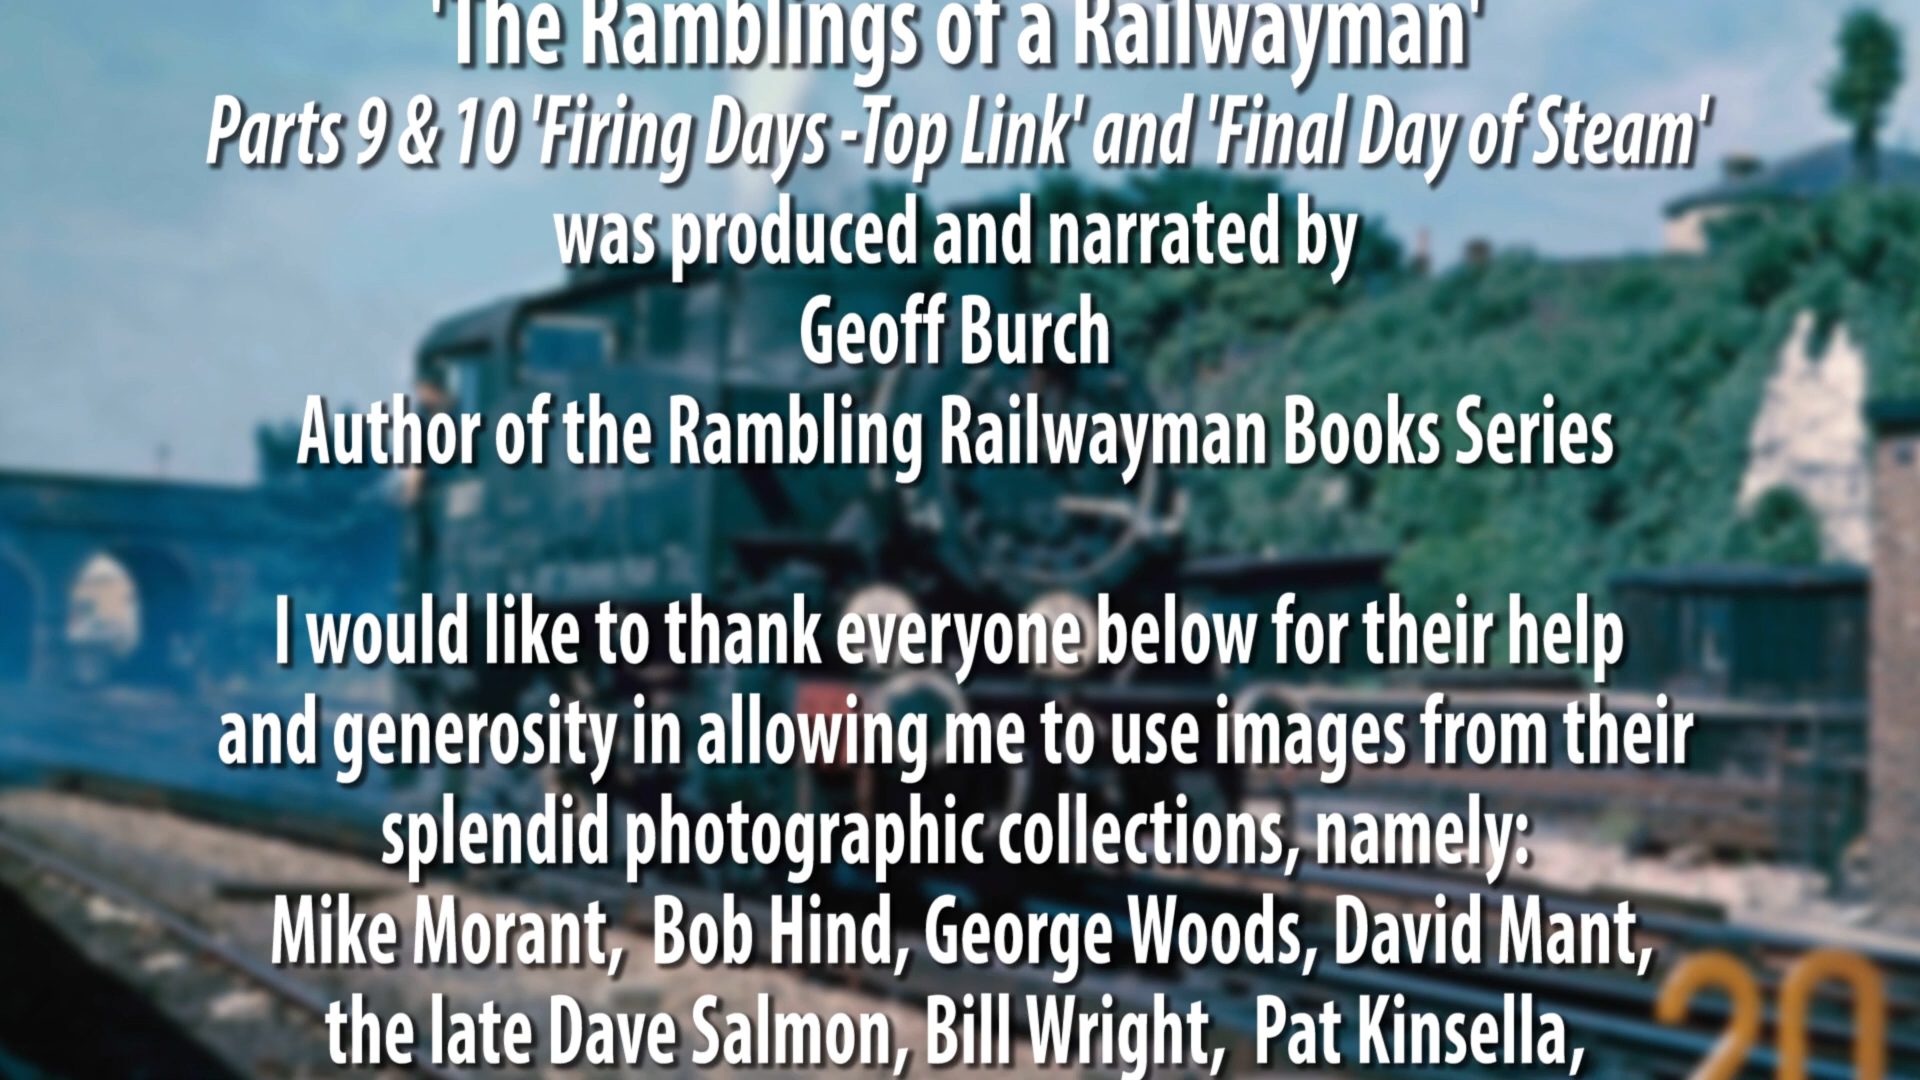 'The Ramblings of a Railwayman'
Parts 9 & 10 'Firing Days -Top Link' and 'Final Day of Steam'
was produced and narrated by
Geoff Burch
Author of the Rambling Railwayman Books Series
I would like to thank everyone below for their help
and generosity in allowing me to use images from their
splendid photographic collections, namely:
Mike Morant,  Bob Hind, George Woods, David Mant,
the late Dave Salmon, Bill Wright,  Pat Kinsella,
20